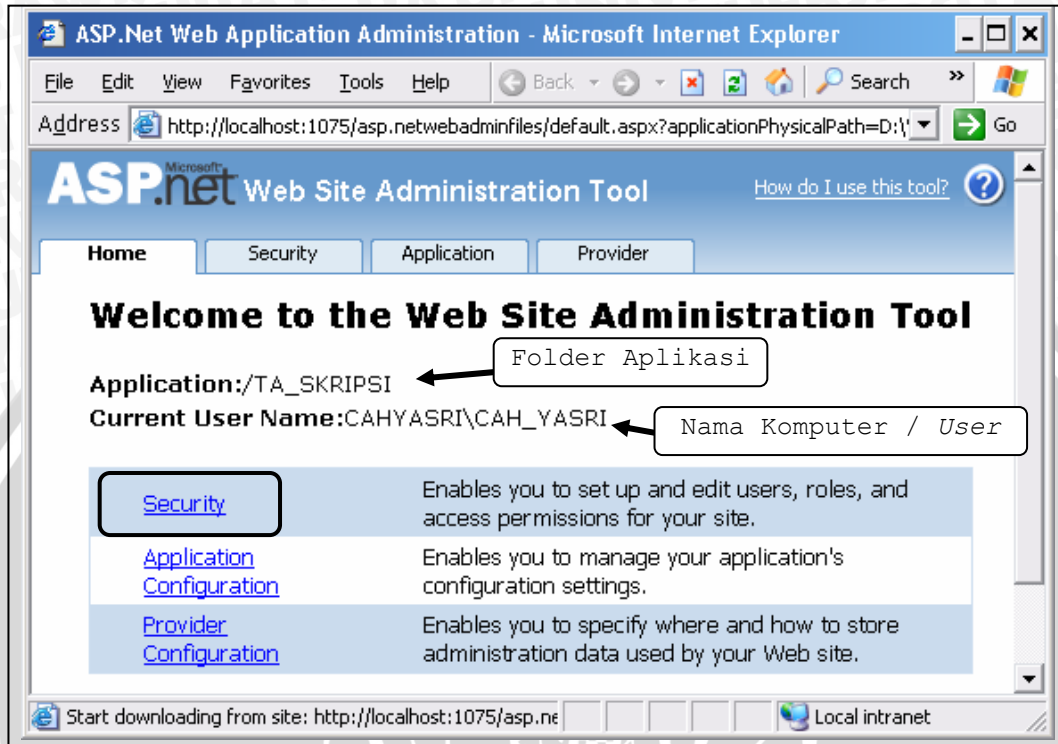 ASP.Net Web Application Administration - Microsoft Internet Explorer
File Edit View Favorites Tools Help Back Search »
Address http://localhost:1075/asp.netwebadminfiles/default.aspx?applicationPhysicalPath=D:\' Go
Microsoft
ASP.net Web Site Administration Tool How do I use this tool? ?
Home Security Application Provider
Welcome to the Web Site Administration Tool
Folder Aplikasi
Application:/TA_SKRIPSI
Current User Name:CAHYASRI\CAH_YASRI
Nama Komputer / User
Security Enables you to set up and edit users, roles, and
access permissions for your site.
Application Enables you to manage your application's
Configuration configuration settings.
Provider Enables you to specify where and how to store
Configuration administration data used by your Web site.
Start downloading from site: http://localhost:1075/asp.ne Local intranet